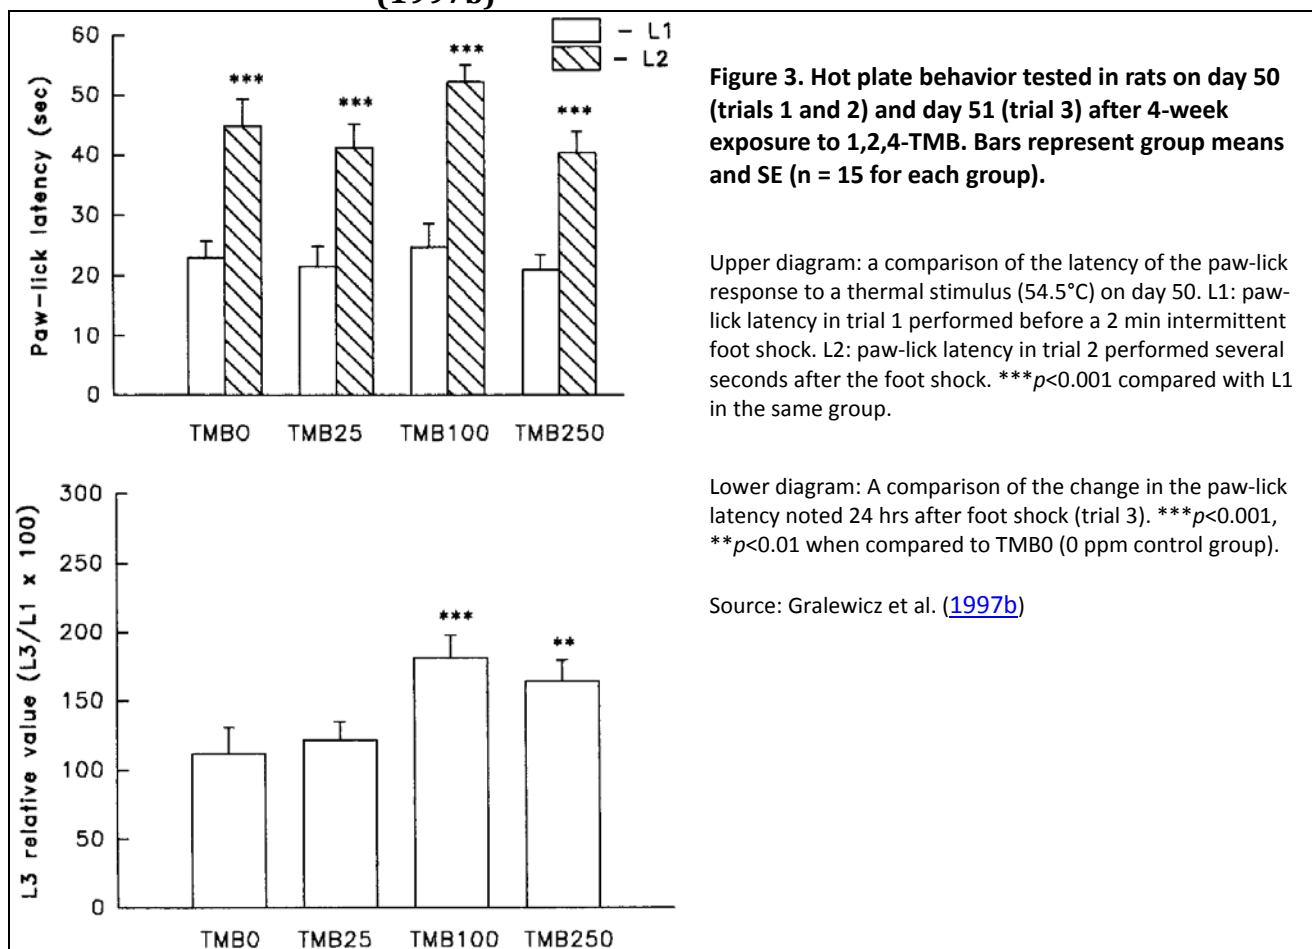 (1997b)
60
50
40
30
20
10
0
Paw-lick latency (sec)
– L1
– L2
***
***
***
***
TMB0 TMB25 TMB100 TMB250
300
250
200
150
100
50
0
L3 relative value (L3/L1 x 100)
***
**
TMB0 TMB25 TMB100 TMB250
Figure 3. Hot plate behavior tested in rats on day 50
(trials 1 and 2) and day 51 (trial 3) after 4-week
exposure to 1,2,4-TMB. Bars represent group means
and SE (n = 15 for each group).
Upper diagram: a comparison of the latency of the paw-lick
response to a thermal stimulus (54.5°C) on day 50. L1: paw-
lick latency in trial 1 performed before a 2 min intermittent
foot shock. L2: paw-lick latency in trial 2 performed several
seconds after the foot shock. ***p<0.001 compared with L1
in the same group.
Lower diagram: A comparison of the change in the paw-lick
latency noted 24 hrs after foot shock (trial 3). ***p<0.001,
**p<0.01 when compared to TMB0 (0 ppm control group).
Source: Gralewicz et al. (1997b)